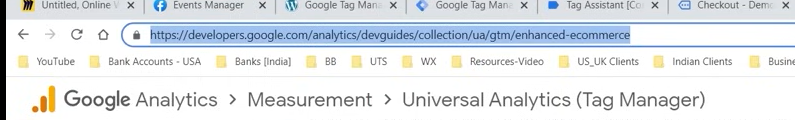 Untitled, Online W
Events Manager
Google Tag Mana
Google Tag Mana
Tag Assistant [Co
Checkout - Demo
https://developers.google.com/analytics/devguides/collection/ua/gtm/enhanced-ecommerce
YouTube Bank Accounts - USA Banks [India] BB UTS WX Resources-Video US_UK Clients Indian Clients Busine
Google Analytics > Measurement > Universal Analytics (Tag Manager)